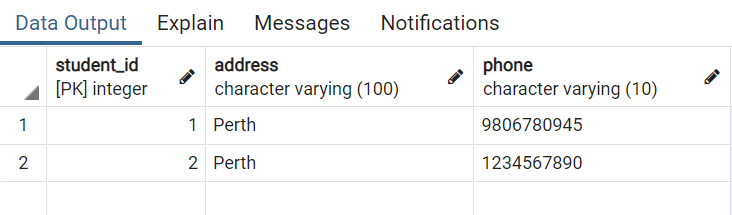 Data Output Explain Messages Notifications
student_id address phone
[PK] integer character varying (100) character varying (10)
1 1 Perth 9806780945
2 2 Perth 1234567890